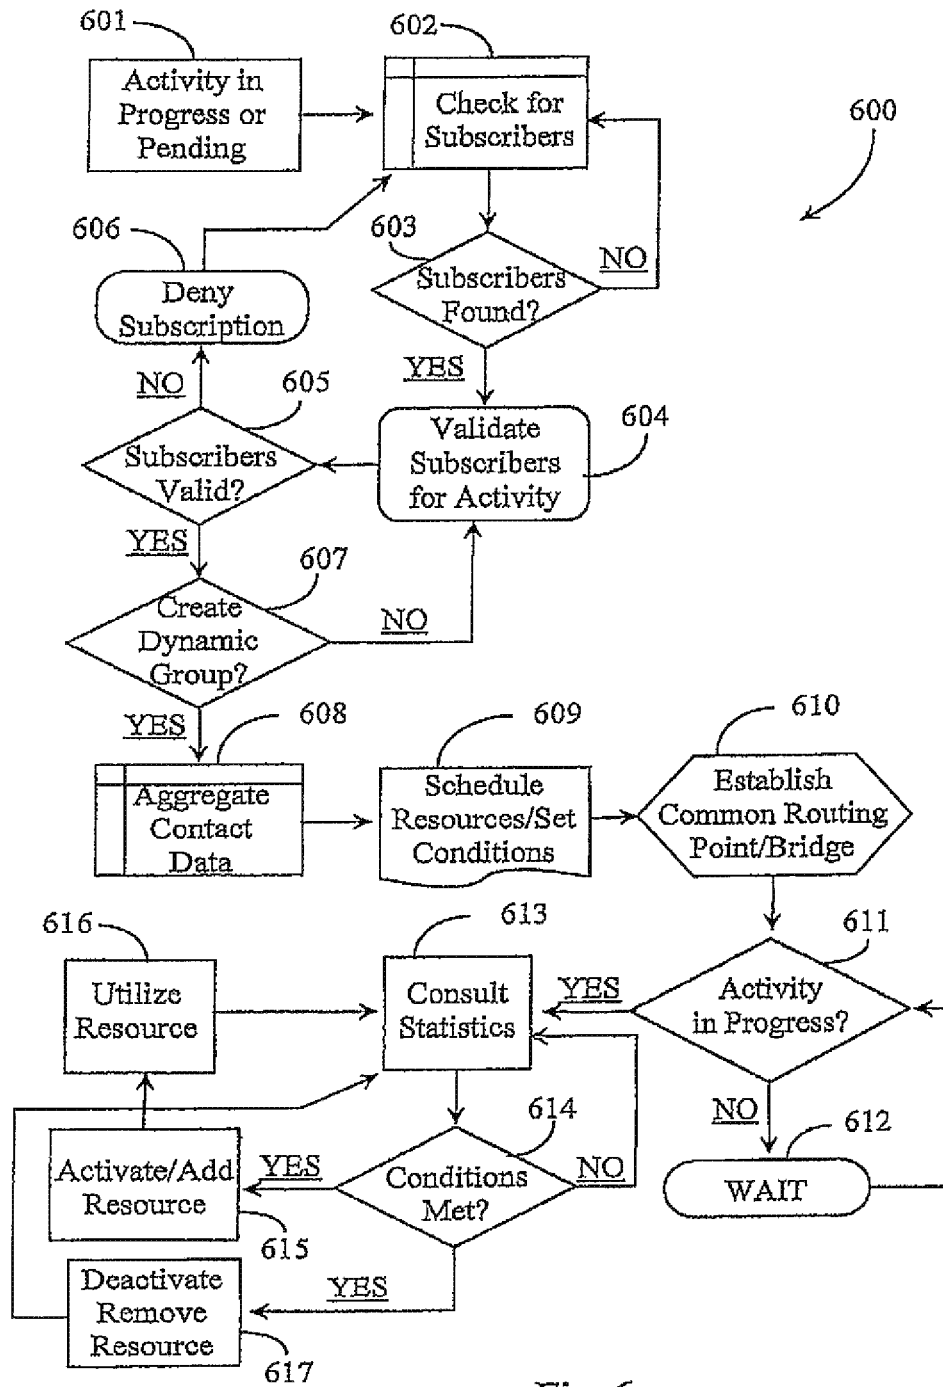 601
602
Activity in
Progress or
Pending
Check for
Subscribers
600
606
603
NO
Deny
Subscription
Subscribers
Found?
NO
605
YES
604
Subscribers
Valid?
Validate
Subscribers
for Activity
YES
607
Create
Dynamic
Group?
NO
YES
608
609
610
Aggregate
Contact
Data
Schedule
Resources/Set
Conditions
Establish
Common Routing
Point/Bridge
616
613
611
Utilize
Resource
Consult
Statistics
YES
Activity
in Progress?
614
NO
612
Activate/Add
Resource
YES
Conditions
Met?
NO
WAIT
615
Deactivate
Remove
Resource
YES
617